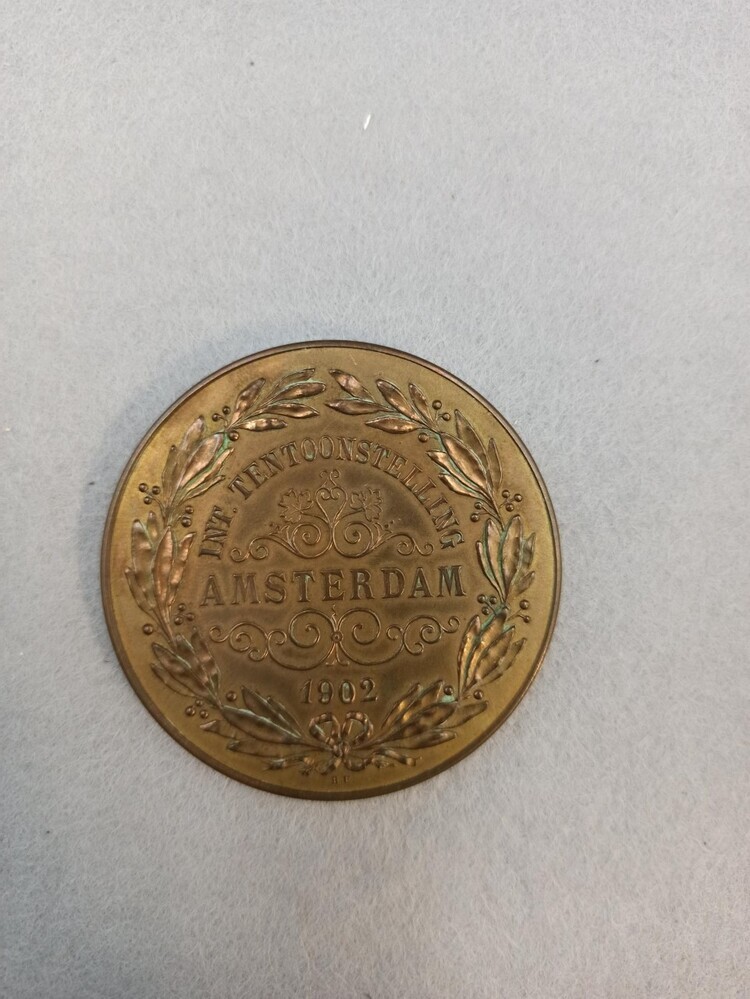 INT. TENTOONSTELLING
AMSTERDAM
1902